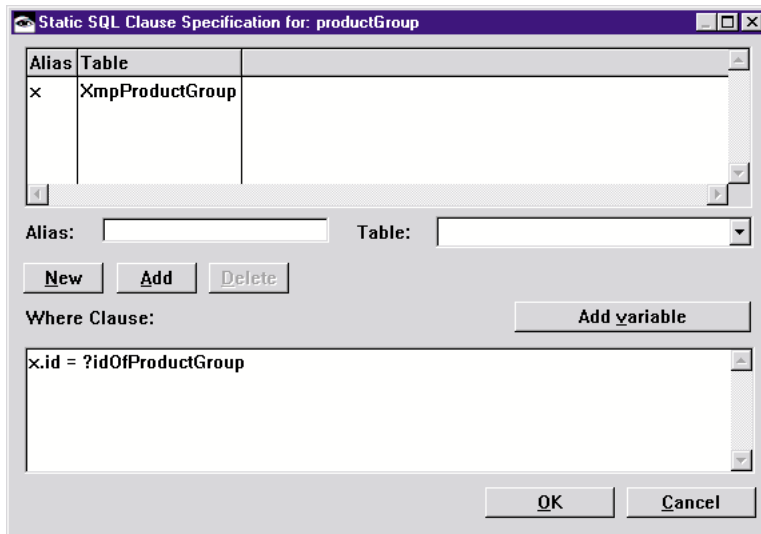 Static SQL Clause Specification for: productGroup
Alias Table
x XmpProductGroup
Alias: Table:
New Add Delete
Where Clause: Add variable
x.id = ?idOfProductGroup
OK Cancel